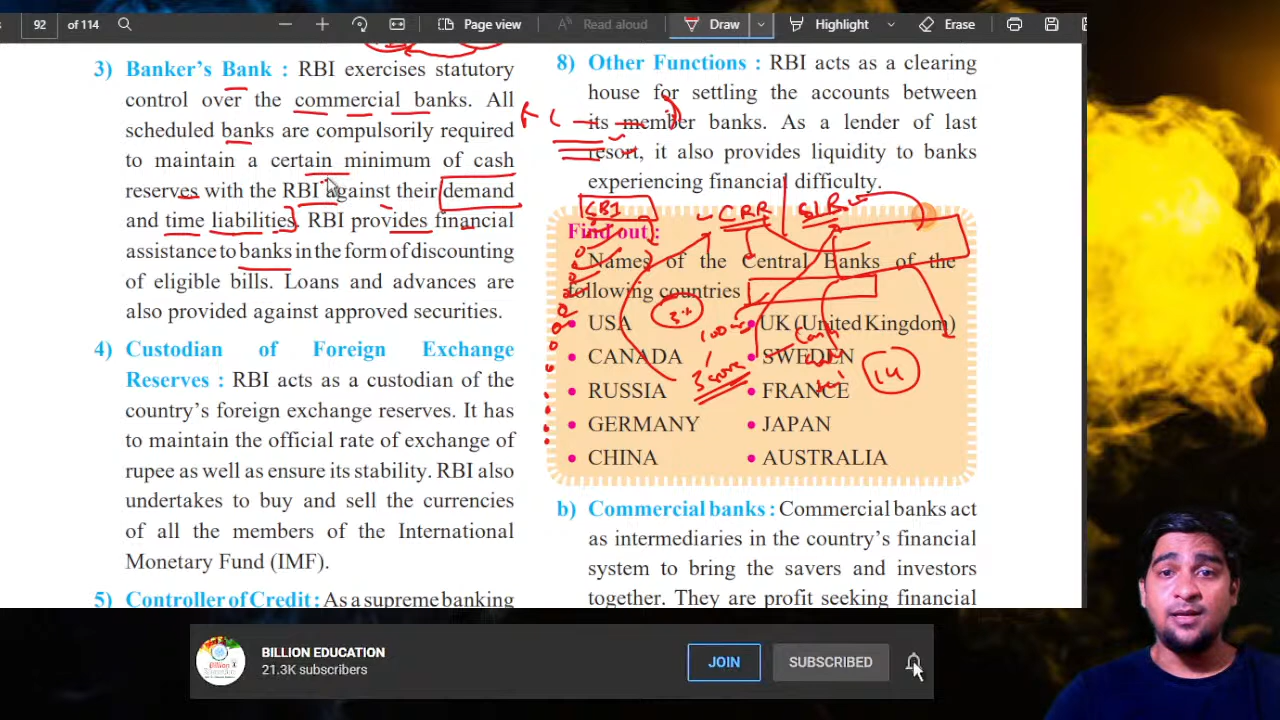 92 of 114
Page view
Read aloud
Draw
Highlight
Erase
3) Banker's Bank : RBI exercises statutory
control over the commercial banks. All
scheduled banks are compulsorily required
to maintain a certain minimum of cash
reserves with the RBI against their demand
and time liabilities. RBI provides financial
assistance to banks in the form of discounting
of eligible bills. Loans and advances are
also provided against approved securities.
4) Custodian of Foreign Exchange
Reserves : RBI acts as a custodian of the
country's foreign exchange reserves. It has
to maintain the official rate of exchange of
rupee as well as ensure its stability. RBI also
undertakes to buy and sell the currencies
of all the members of the International
Monetary Fund (IMF).
5) Controller of Credit : As a supreme banking
8) Other Functions : RBI acts as a clearing
house for settling the accounts between
its member banks. As a lender of last
resort, it also provides liquidity to banks
experiencing financial difficulty.
CRR SLR
Find out :
Names of the Central Banks of the
following countries
USA
UK (United Kingdom)
3%
100
CANADA
SWEDEN
14
RUSSIA
FRANCE
GERMANY
JAPAN
CHINA
AUSTRALIA
b) Commercial banks : Commercial banks act
as intermediaries in the country's financial
system to bring the savers and investors
together. They are profit seeking financial
BILLION EDUCATION
21.3K subscribers
JOIN
SUBSCRIBED